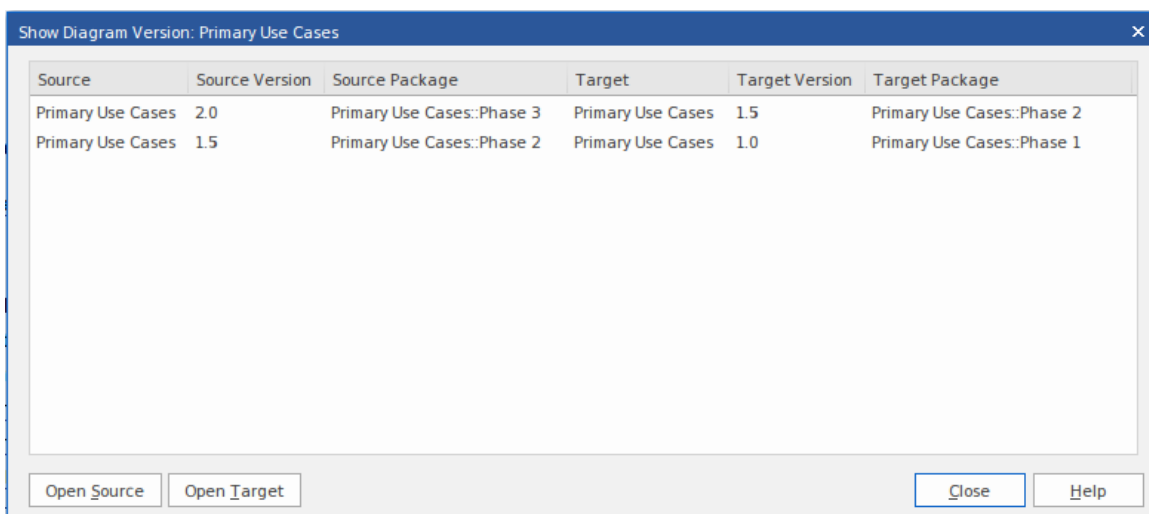 Show Diagram Version: Primary Use Cases
Source Source Version Source Package Target Target Version Target Package
Primary Use Cases 2.0 Primary Use Cases::Phase 3 Primary Use Cases 1.5 Primary Use Cases::Phase 2
Primary Use Cases 1.5 Primary Use Cases::Phase 2 Primary Use Cases 1.0 Primary Use Cases::Phase 1
Open Source Open Target Close Help